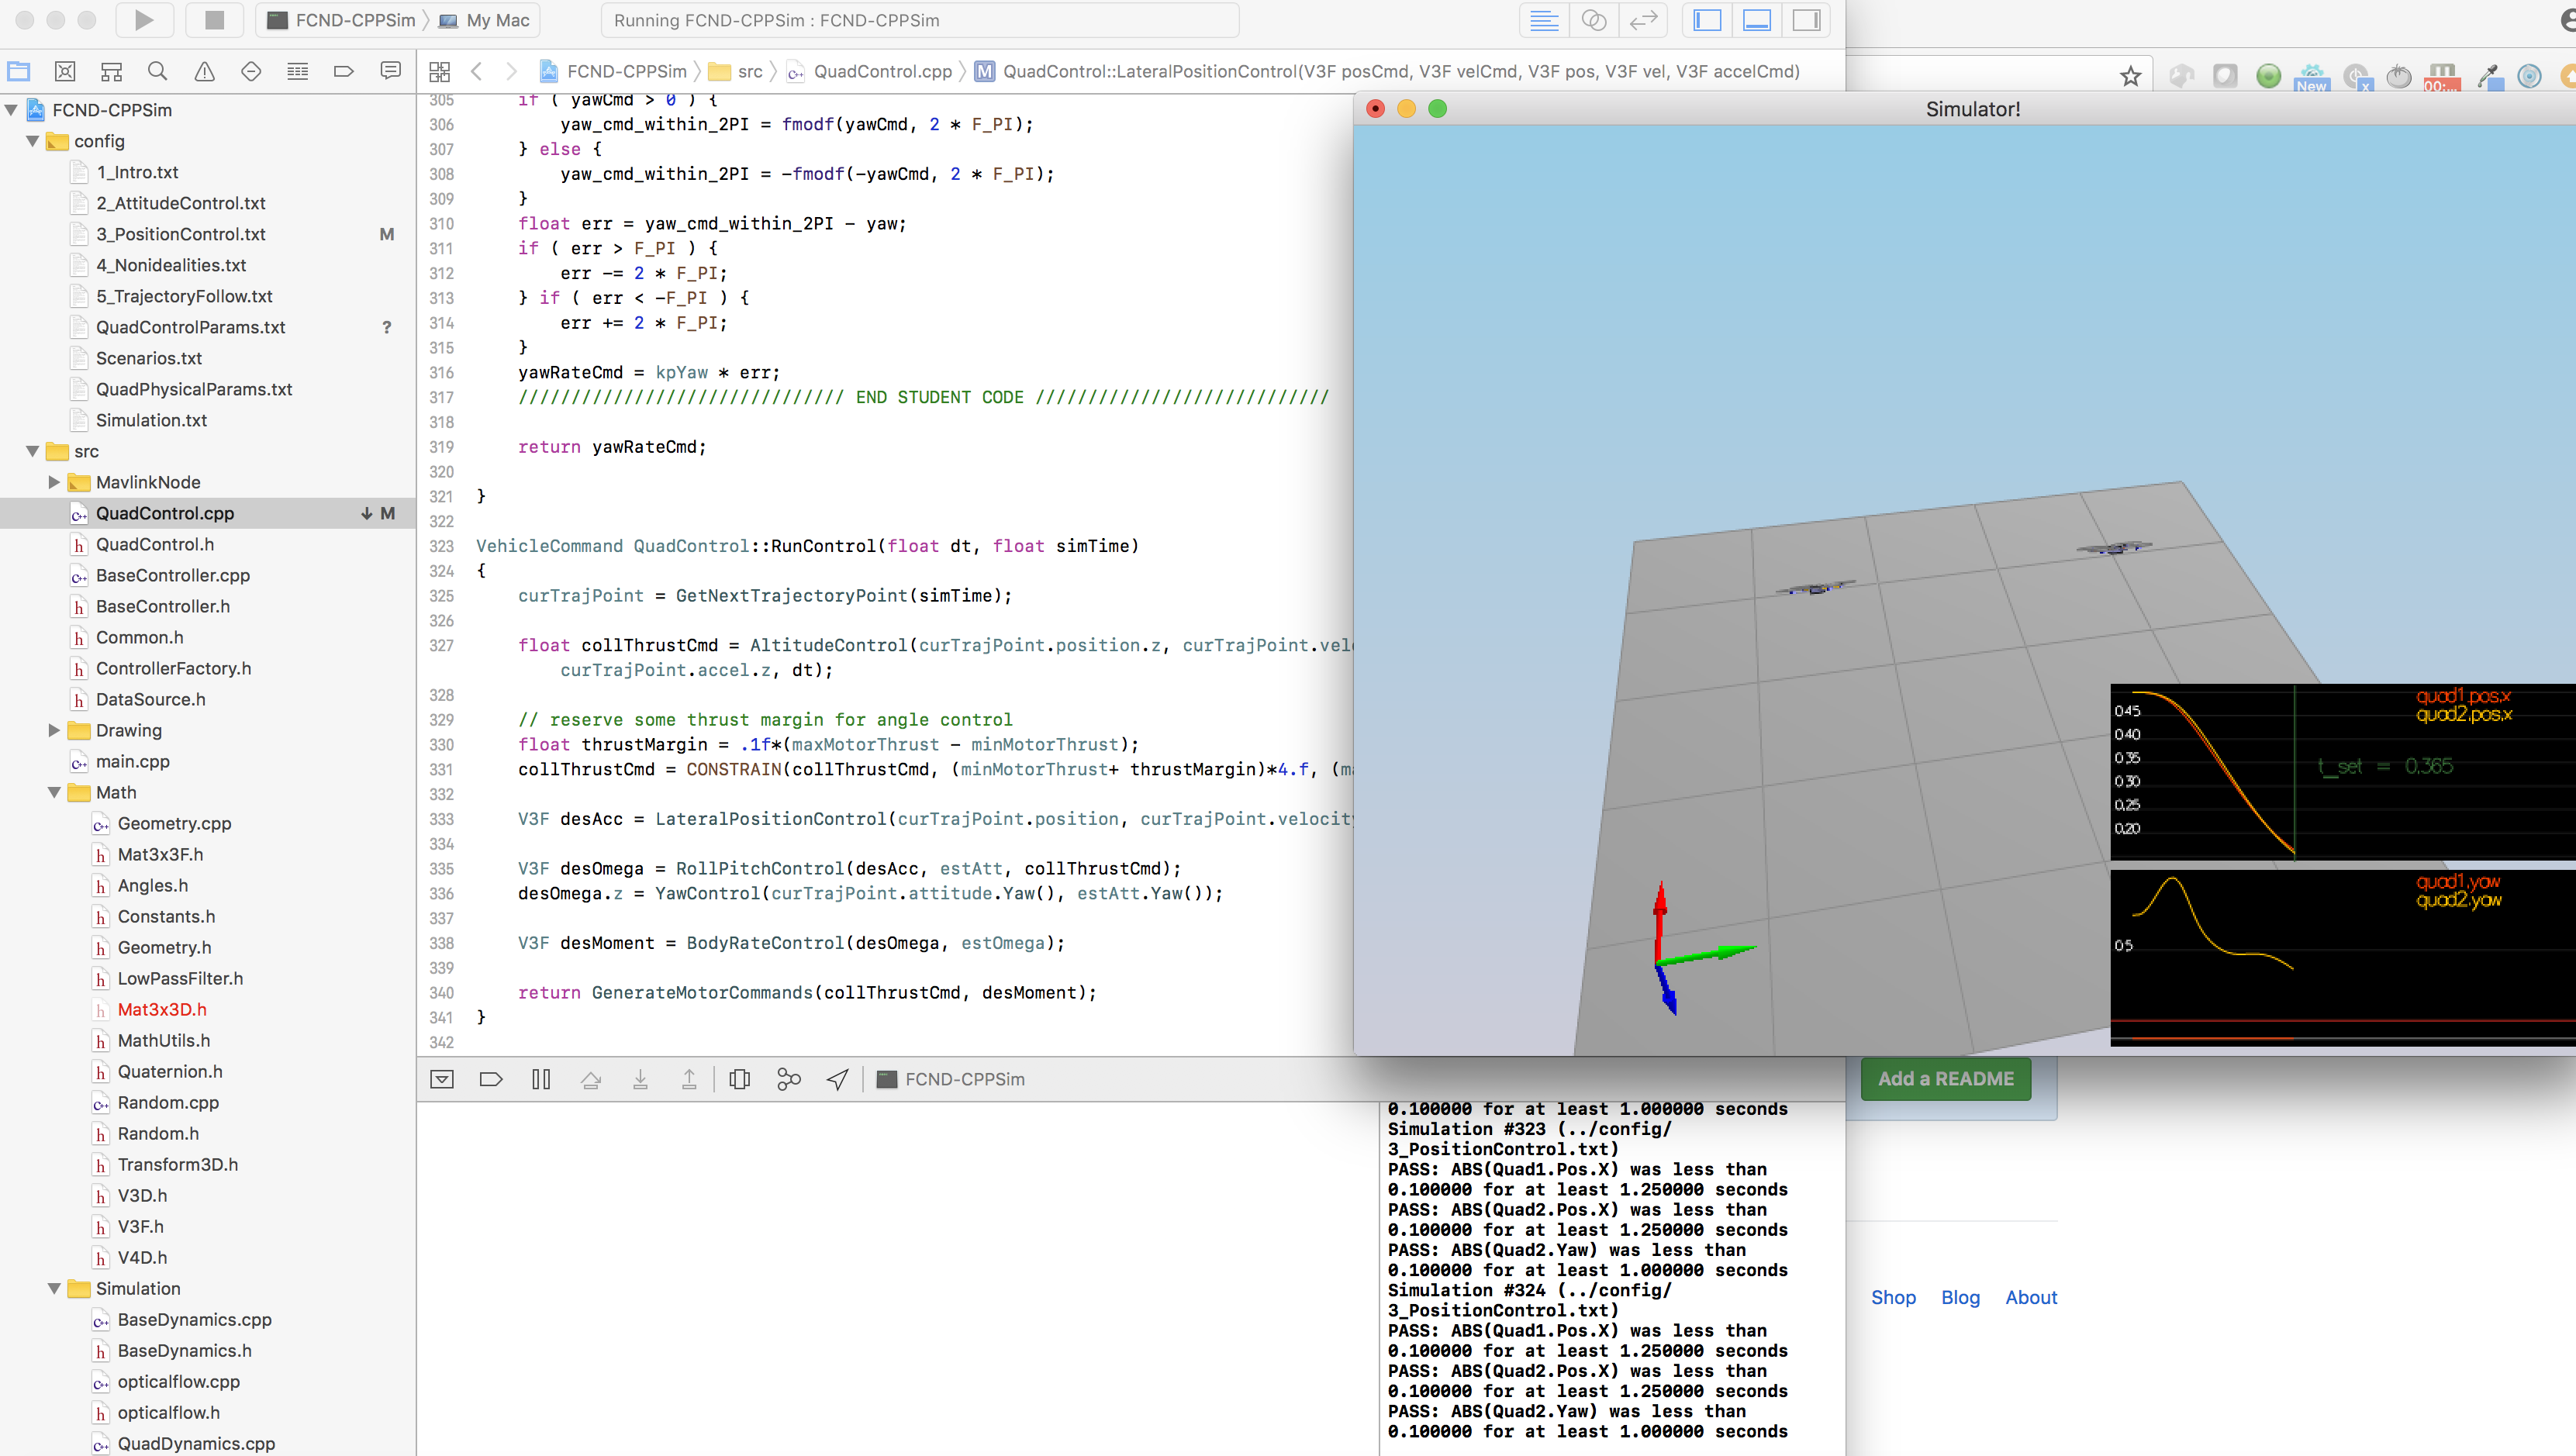 FCND-CPPSim
My Mac
Running FCND-CPPSim : FCND-CPPSim
FCND-CPPSim
src
QuadControl.cpp
M
QuadControl::LateralPositionControl(V3F posCmd, V3F velCmd, V3F pos, V3F vel, V3F accelCmd)
New
x
00:...
x
FCND-CPPSim
config
1_Intro.txt
2_AttitudeControl.txt
3_PositionControl.txt M
4_Nonidealities.txt
5_TrajectoryFollow.txt
QuadControlParams.txt ?
Scenarios.txt
QuadPhysicalParams.txt
Simulation.txt
src
MavlinkNode
QuadControl.cpp M
QuadControl.h
BaseController.cpp
BaseController.h
Common.h
ControllerFactory.h
DataSource.h
Drawing
main.cpp
Math
Geometry.cpp
Mat3x3F.h
Angles.h
Constants.h
Geometry.h
LowPassFilter.h
Mat3x3D.h
MathUtils.h
Quaternion.h
Random.cpp
Random.h
Transform3D.h
V3D.h
V3F.h
V4D.h
Simulation
BaseDynamics.cpp
BaseDynamics.h
opticalflow.cpp
opticalflow.h
QuadDynamics.cpp
305 if ( yawCmd > 0 ) {
306 yaw_cmd_within_2PI = fmodf(yawCmd, 2 * F_PI);
307 } else {
308 yaw_cmd_within_2PI = -fmodf(-yawCmd, 2 * F_PI);
309 }
310 float err = yaw_cmd_within_2PI - yaw;
311 if ( err > F_PI ) {
312 err -= 2 * F_PI;
313 } if ( err < -F_PI ) {
314 err += 2 * F_PI;
315 }
316 yawRateCmd = kpYaw * err;
317 /////////////////////////////// END STUDENT CODE ////////////////////////////
318
319 return yawRateCmd;
320
321 }
322
323 VehicleCommand QuadControl::RunControl(float dt, float simTime)
324 {
325 curTrajPoint = GetNextTrajectoryPoint(simTime);
326
327 float collThrustCmd = AltitudeControl(curTrajPoint.position.z, curTrajPoint.vel
curTrajPoint.accel.z, dt);
328
329 // reserve some thrust margin for angle control
330 float thrustMargin = .1f*(maxMotorThrust - minMotorThrust);
331 collThrustCmd = CONSTRAIN(collThrustCmd, (minMotorThrust+ thrustMargin)*4.f, (m
332
333 V3F desAcc = LateralPositionControl(curTrajPoint.position, curTrajPoint.velocit
334
335 V3F desOmega = RollPitchControl(desAcc, estAtt, collThrustCmd);
336 desOmega.z = YawControl(curTrajPoint.attitude.Yaw(), estAtt.Yaw());
337
338 V3F desMoment = BodyRateControl(desOmega, estOmega);
339
340 return GenerateMotorCommands(collThrustCmd, desMoment);
341 }
342
Simulator!
quad1.pos.x
quad2.pos.x
0.45
0.40
0.35
0.30
0.25
0.20
t_set = 0.365
quad1.yaw
quad2.yaw
0.5
FCND-CPPSim
0.100000 for at least 1.000000 seconds
Simulation #323 (../config/
3_PositionControl.txt)
PASS: ABS(Quad1.Pos.X) was less than
0.100000 for at least 1.250000 seconds
PASS: ABS(Quad2.Pos.X) was less than
0.100000 for at least 1.250000 seconds
PASS: ABS(Quad2.Yaw) was less than
0.100000 for at least 1.000000 seconds
Simulation #324 (../config/
3_PositionControl.txt)
PASS: ABS(Quad1.Pos.X) was less than
0.100000 for at least 1.250000 seconds
PASS: ABS(Quad2.Pos.X) was less than
0.100000 for at least 1.250000 seconds
PASS: ABS(Quad2.Yaw) was less than
0.100000 for at least 1.000000 seconds
Add a README
Shop Blog About